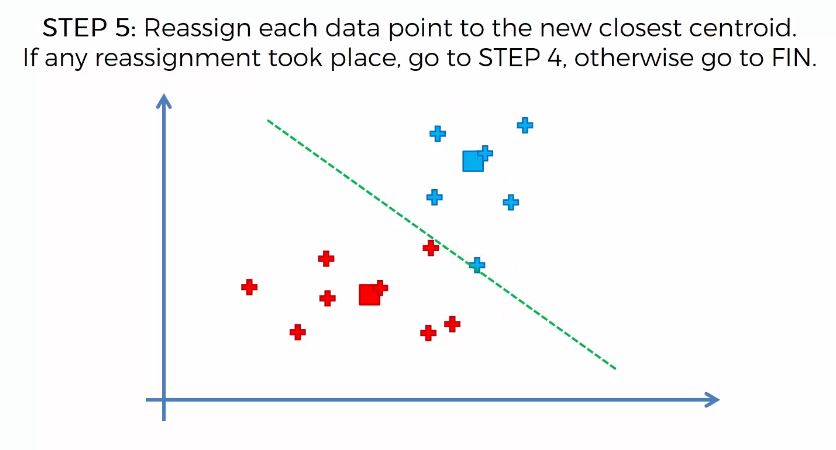 STEP 5: Reassign each data point to the new closest centroid.
If any reassignment took place, go to STEP 4, otherwise go to FIN.